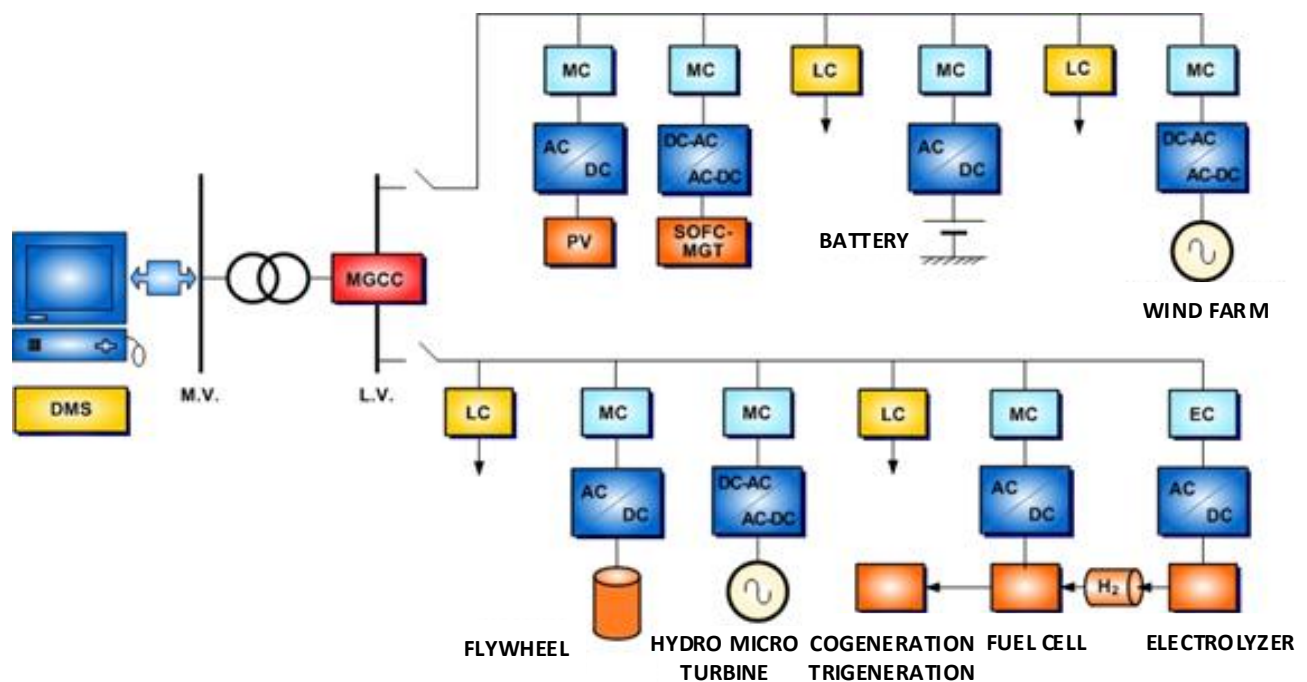 MC
MC
LC
MC
LC
MC
AC
DC
DC-AC
AC-DC
AC
DC
DC-AC
AC-DC
PV
SOFC-
MGT
BATTERY
MGCC
WIND FARM
DMS
M.V.
L.V.
LC
MC
MC
LC
MC
EC
AC
DC
DC-AC
AC-DC
AC
DC
AC
DC
H2
FLYWHEEL
HYDRO MICRO
TURBINE
COGENERATION
TRIGENERATION
FUEL CELL
ELECTROLYZER